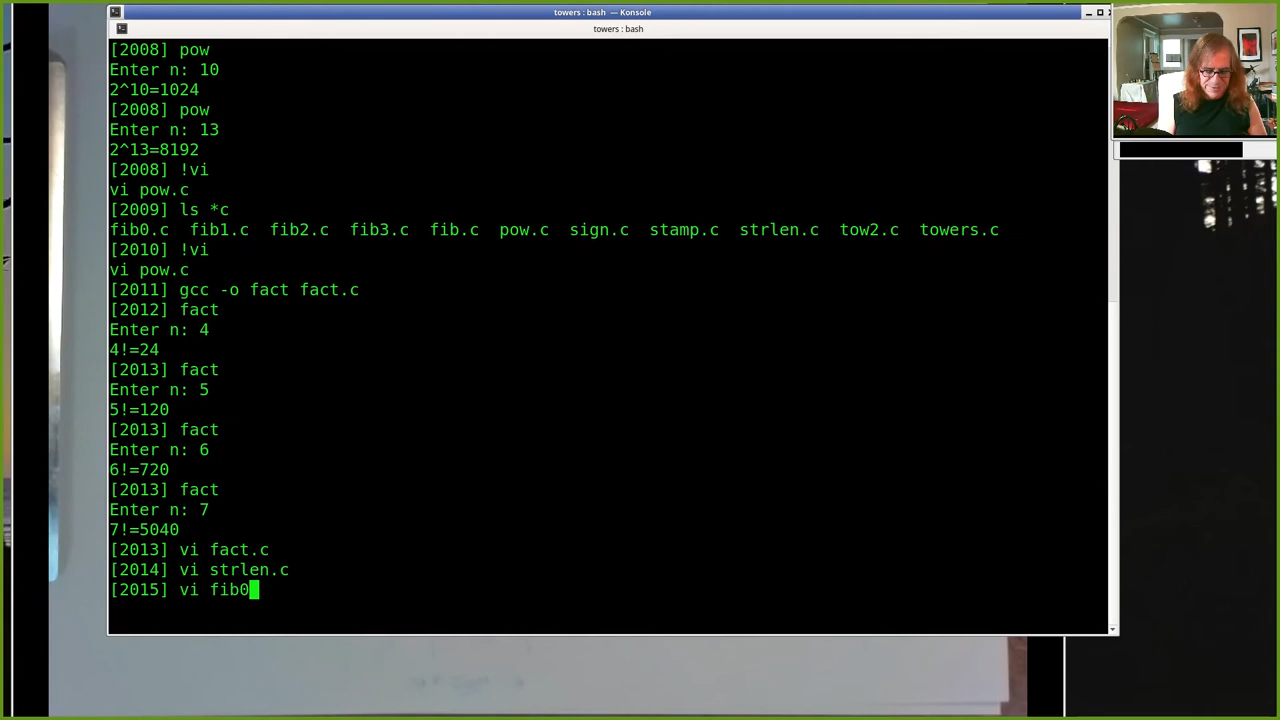 towers : bash — Konsole
towers : bash
[2008] pow
Enter n: 10
2^10=1024
[2008] pow
Enter n: 13
2^13=8192
[2008] !vi
vi pow.c
[2009] ls *c
fib0.c fib1.c fib2.c fib3.c fib.c pow.c sign.c stamp.c strlen.c tow2.c towers.c
[2010] !vi
vi pow.c
[2011] gcc -o fact fact.c
[2012] fact
Enter n: 4
4!=24
[2013] fact
Enter n: 5
5!=120
[2013] fact
Enter n: 6
6!=720
[2013] fact
Enter n: 7
7!=5040
[2013] vi fact.c
[2014] vi strlen.c
[2015] vi fib0